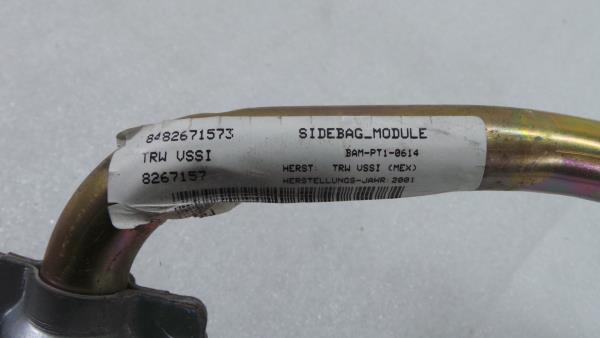 8482671573
TRW VSSI
8267157
SIDEBAG_MODULE
BAM-PT1-0614
HERST: TRW VSSI (MEX)
HERSTELLUNGS-JAHR:2001